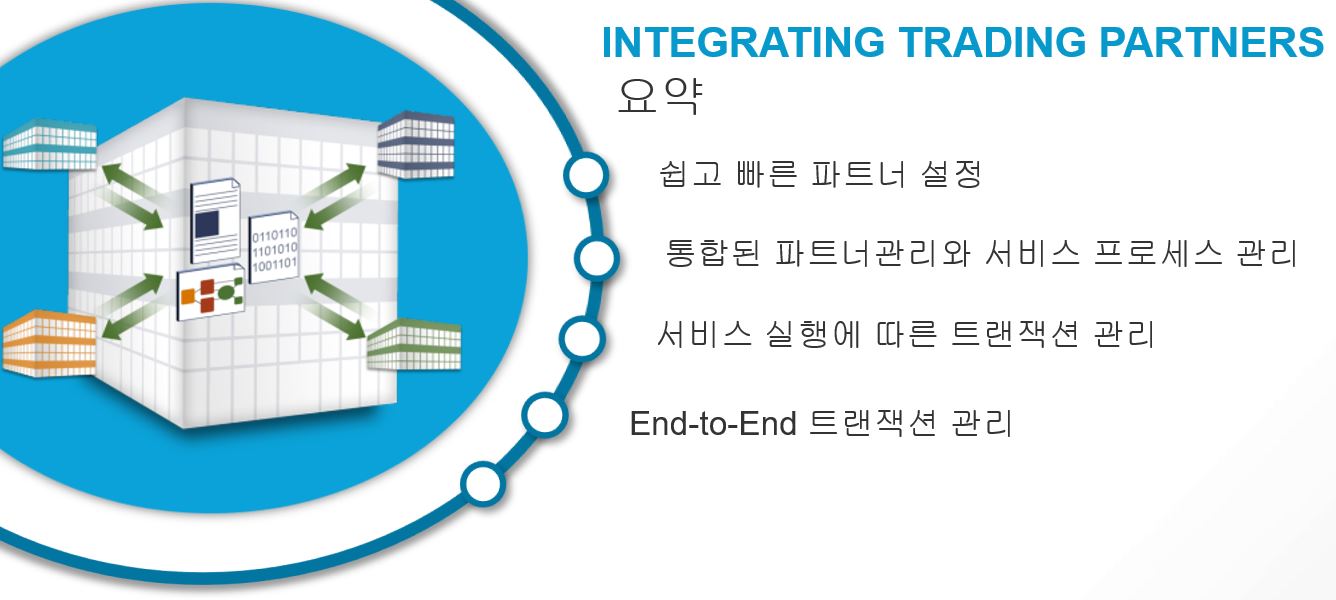 INTEGRATING TRADING PARTNERS
요약
쉽고 빠른 파트너 설정
통합된 파트너관리와 서비스 프로세스 관리
서비스 실행에 따른 트랜잭션 관리
End-to-End 트랜잭션 관리
0110110
1101010
1001101